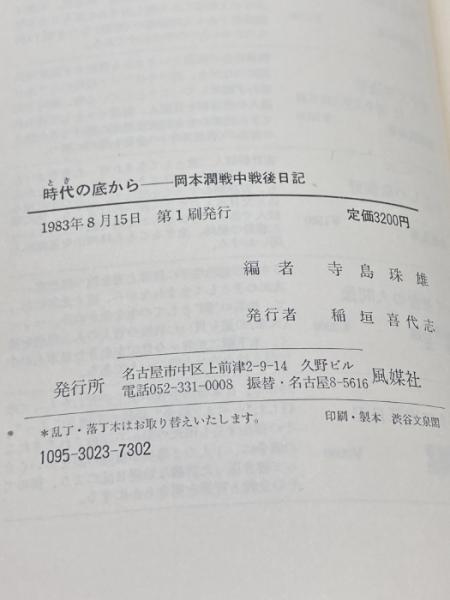 時代の底から――岡本潤戦中戦後日記
とき
1983年8月15日　第1刷発行　定価3200円
編者　寺島珠雄
発行者　稲垣喜代志
発行所　名古屋市中区上前津2-9-14　久野ビル
電話052-331-0008　振替・名古屋8-5616　風媒社
*乱丁・落丁本はお取り替えいたします。　印刷・製本　渋谷文泉閣
1095-3023-7302